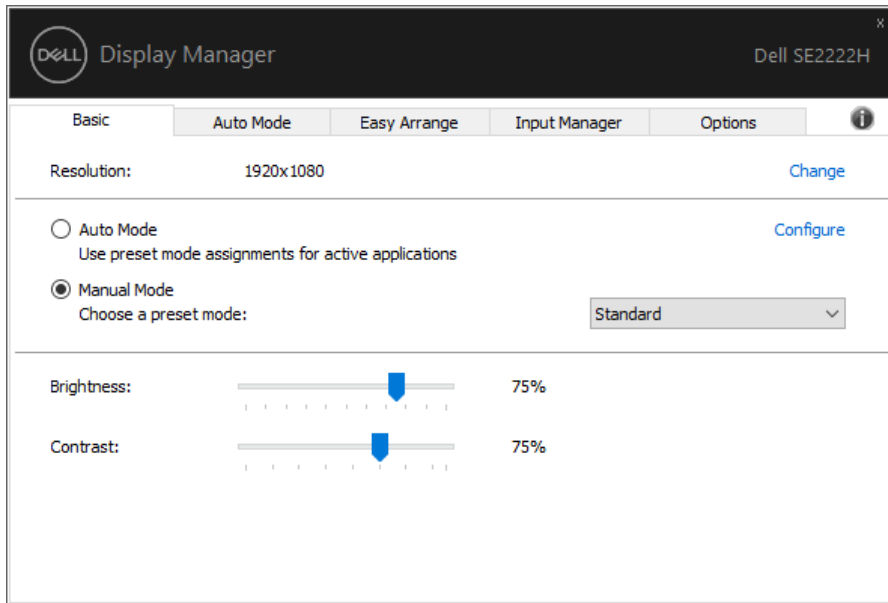 x
DELL Display Manager Dell SE2222H
Basic Auto Mode Easy Arrange Input Manager Options i
Resolution: 1920x1080 Change
Auto Mode Configure
Use preset mode assignments for active applications
Manual Mode
Choose a preset mode: Standard
Brightness: 75%
Contrast: 75%